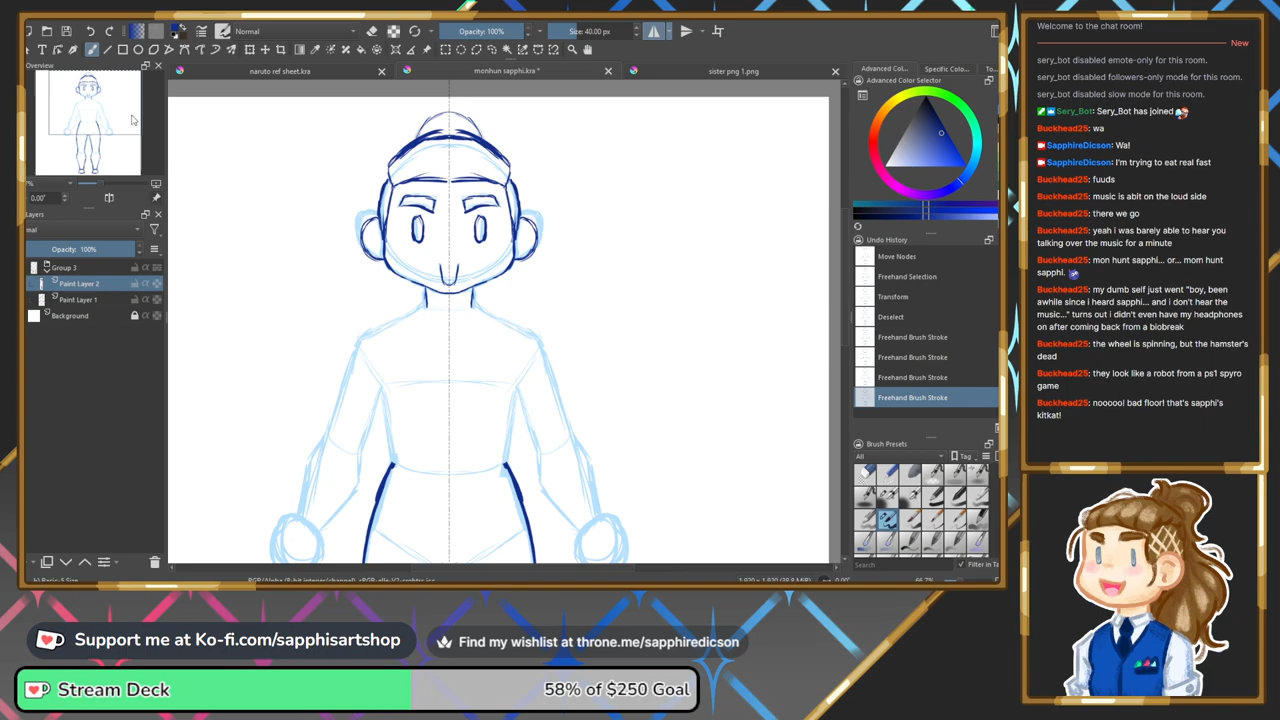 Normal
Opacity: 100%
Size: 40.00 px
Overview
naruto ref sheet.kra
monhun sapphi.kra *
sister png 1.png
0.00°
Layers
Opacity: 100%
Group 3
Paint Layer 2
Paint Layer 1
Background
Advanced Col...
Specific Colo...
To...
Advanced Color Selector
Undo History
Move Nodes
Freehand Selection
Transform
Deselect
Freehand Brush Stroke
Freehand Brush Stroke
Freehand Brush Stroke
Freehand Brush Stroke
Brush Presets
All
Tag
Search
Filter in Ta
Welcome to the chat room!
New
sery_bot disabled emote-only for this room.
sery_bot disabled followers-only mode for this room.
sery_bot disabled slow mode for this room.
Sery_Bot: Sery_Bot has joined
Buckhead25: wa
SapphireDicson: Wa!
SapphireDicson: I'm trying to eat real fast
Buckhead25: fuuds
Buckhead25: music is abit on the loud side
Buckhead25: there we go
Buckhead25: yeah i was barely able to hear you
talking over the music for a minute
Buckhead25: mon hunt sapphi... or... mom hunt
sapphi.
Buckhead25: my dumb self just went "boy, been
awhile since i heard sapphi... and i don't hear the
music..." turns out i didn't even have my headphones
on after coming back from a biobreak
Buckhead25: the wheel is spinning, but the hamster's
dead
Buckhead25: they look like a robot from a ps1 spyro
game
Buckhead25: nooooo! bad floor! that's sapphi's
kitkat!
Support me at Ko-fi.com/sapphisartshop
Find my wishlist at throne.me/sapphiredicson
Stream Deck
58% of $250 Goal